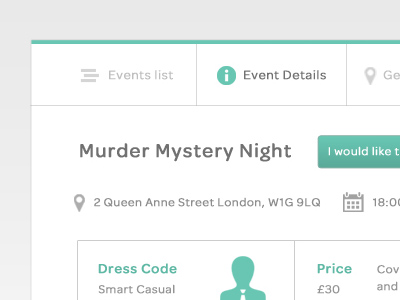 Events list
Event Details
Ge
Murder Mystery Night
I would like t
2 Queen Anne Street London, W1G 9LQ
18:00
Dress Code
Smart Casual
Price
£30
Cov
and